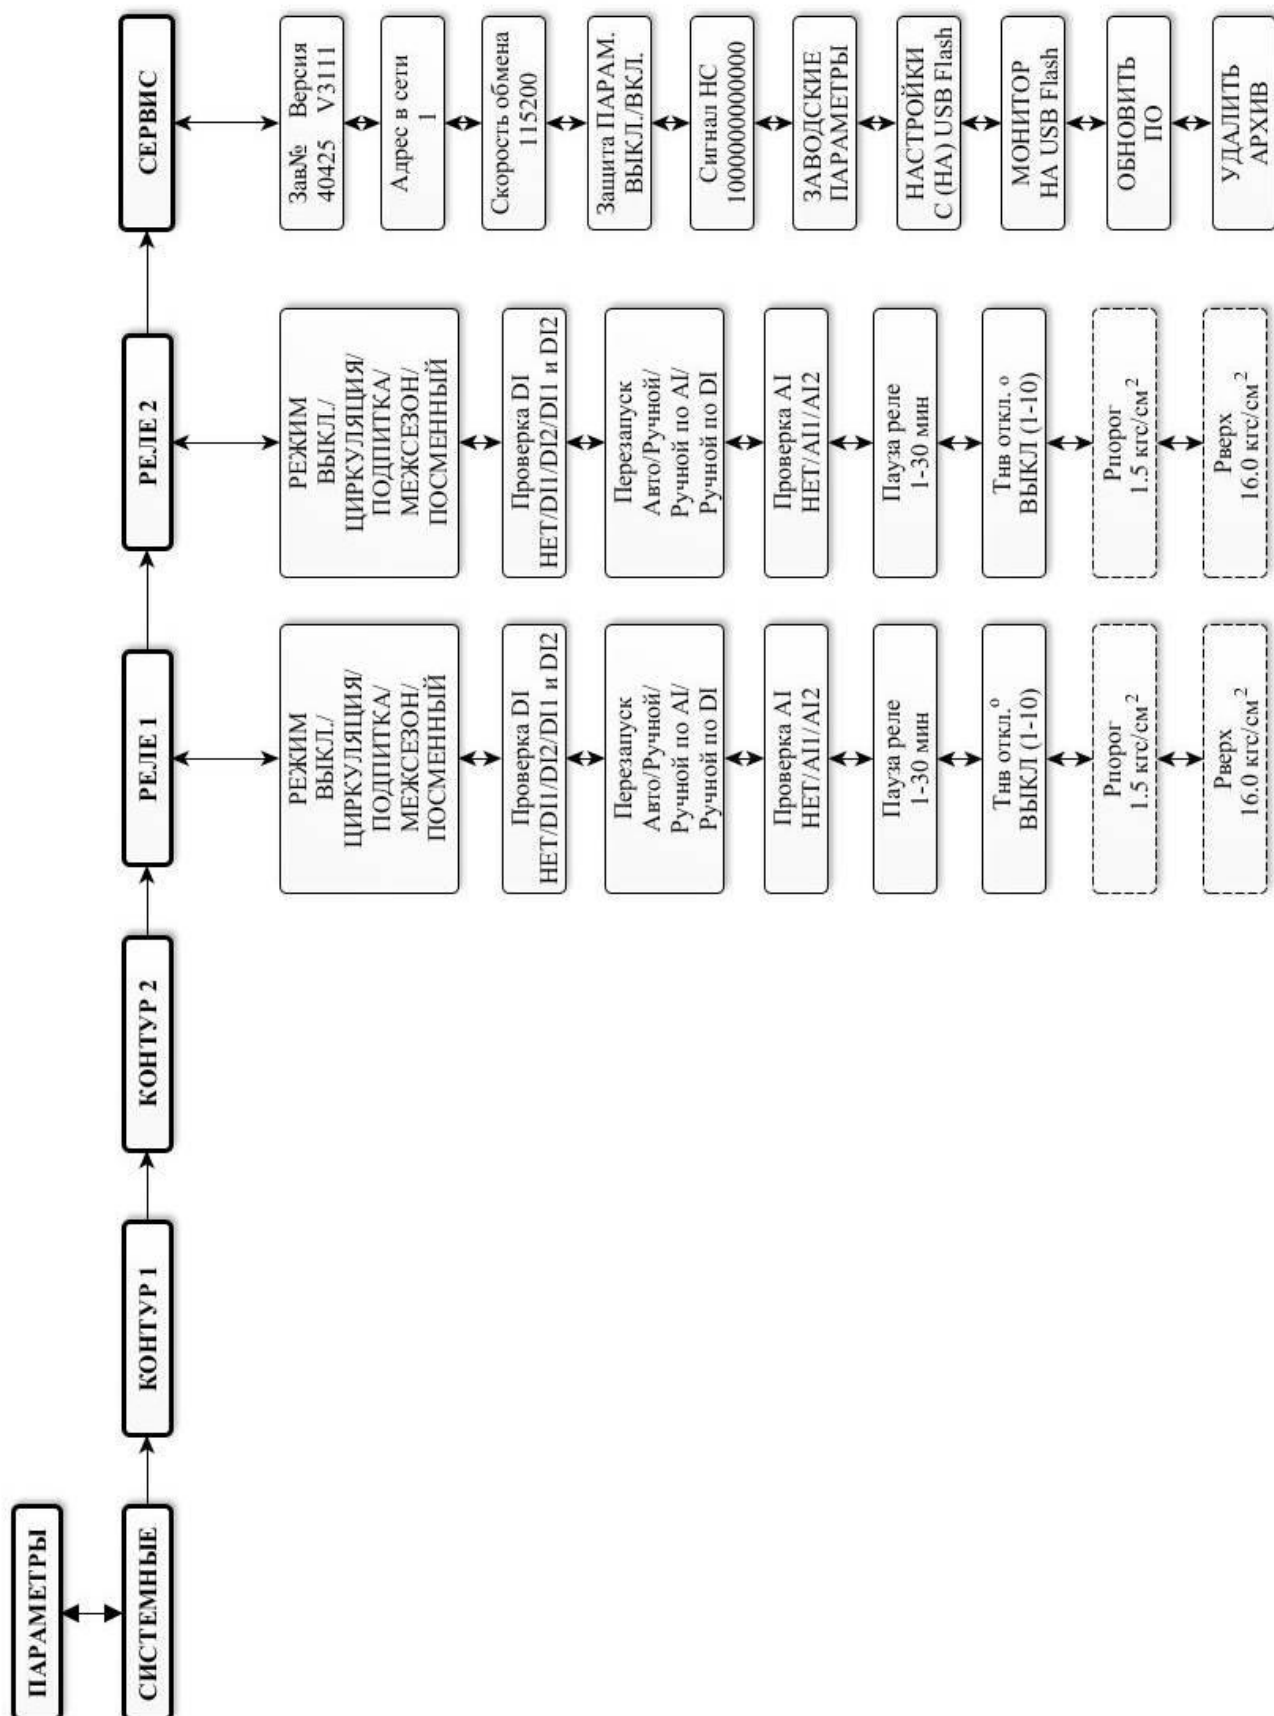 ПАРАМЕТРЫ
СИСТЕМНЫЕ
КОНТУР 1
КОНТУР 2
РЕЛЕ 1
РЕЛЕ 2
СЕРВИС
РЕЖИМ
ВЫКЛ./
ЦИРКУЛЯЦИЯ/
ПОДПИТКА/
МЕЖСЕЗОН/
ПОСМЕННЫЙ
Проверка DI
НЕТ/DI1/DI2/DI1 и DI2
Перезапуск
Авто/Ручной/
Ручной по AI/
Ручной по DI
Проверка AI
НЕТ/AI1/AI2
Пауза реле
1-30 мин
Тнв откл.°
ВЫКЛ (1-10)
Рпорог
1.5 кгс/см²
Рверх
16.0 кгс/см²
РЕЖИМ
ВЫКЛ./
ЦИРКУЛЯЦИЯ/
ПОДПИТКА/
МЕЖСЕЗОН/
ПОСМЕННЫЙ
Проверка DI
НЕТ/DI1/DI2/DI1 и DI2
Перезапуск
Авто/Ручной/
Ручной по AI/
Ручной по DI
Проверка AI
НЕТ/AI1/AI2
Пауза реле
1-30 мин
Тнв откл.°
ВЫКЛ (1-10)
Рпорог
1.5 кгс/см²
Рверх
16.0 кгс/см²
Зав№ Версия
40425 V3111
Адрес в сети
1
Скорость обмена
115200
Защита ПАРАМ.
ВЫКЛ./ВКЛ.
Сигнал НС
100000000000
ЗАВОДСКИЕ
ПАРАМЕТРЫ
НАСТРОЙКИ
С (НА) USB Flash
МОНИТОР
НА USB Flash
ОБНОВИТЬ
ПО
УДАЛИТЬ
АРХИВ